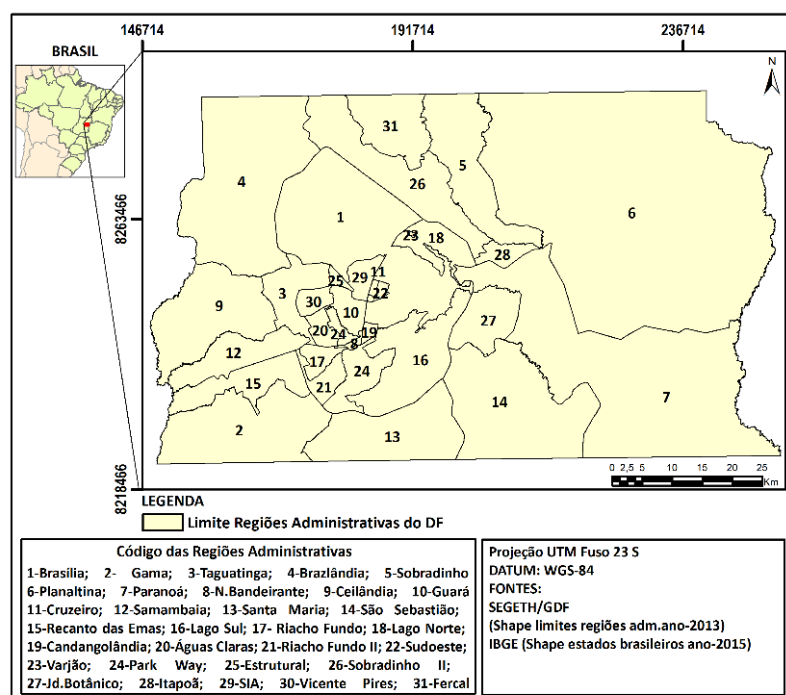 146714 191714 236714
BRASIL
N
31
5
4
26
6
1
8263466
23 18
28
11
29
25
22
3
9
30
10
27
20 24 19
8
12
17
24
16
15
21
14
7
2
13
0 2,5 5 10 15 20 25
Km
8218466
LEGENDA
Limite Regiões Administrativas do DF
Código das Regiões Administrativas
1-Brasília; 2- Gama; 3-Taguatinga; 4-Brazlândia; 5-Sobradinho
6-Planaltina; 7-Paranoá; 8-N.Bandeirante; 9-Ceilândia; 10-Guará
11-Cruzeiro; 12-Samambaia; 13-Santa Maria; 14-São Sebastião;
15-Recanto das Emas; 16-Lago Sul; 17- Riacho Fundo; 18-Lago Norte;
19-Candangolândia; 20-Águas Claras; 21-Riacho Fundo II; 22-Sudoeste;
23-Varjão; 24-Park Way; 25-Estrutural; 26-Sobradinho II;
27-Jd.Botânico; 28-Itapoã; 29-SIA; 30-Vicente Pires; 31-Fercal
Projeção UTM Fuso 23 S
DATUM: WGS-84
FONTES:
SEGETH/GDF
(Shape limites regiões adm.ano-2013)
IBGE (Shape estados brasileiros ano-2015)